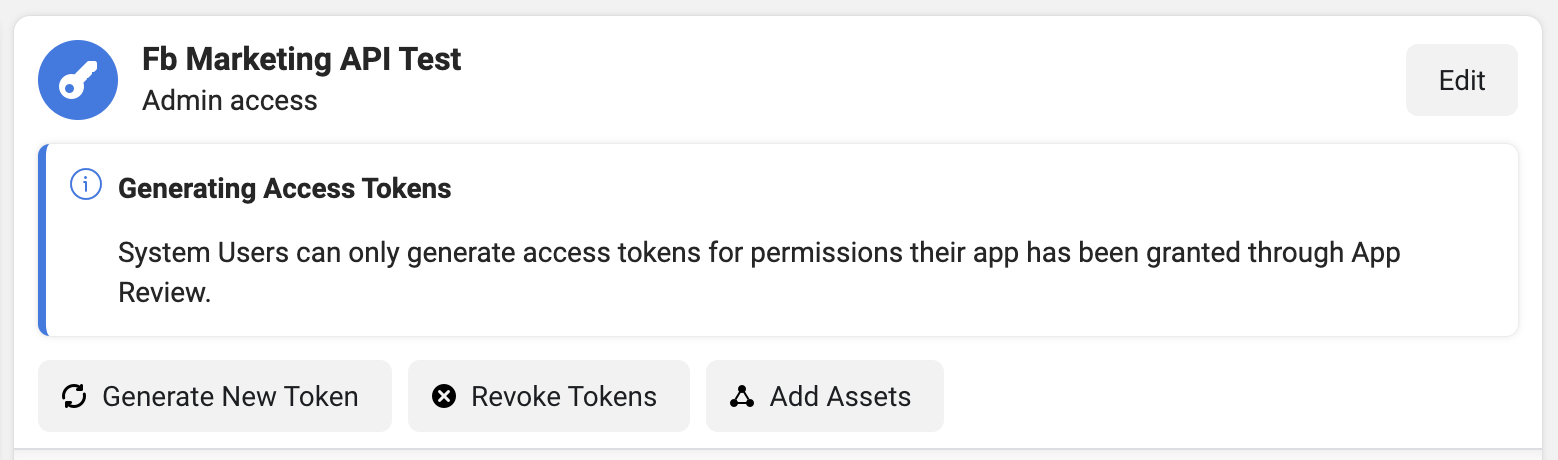 Fb Marketing API Test
Admin access
Edit
Generating Access Tokens
System Users can only generate access tokens for permissions their app has been granted through App
Review.
Generate New Token
Revoke Tokens
Add Assets